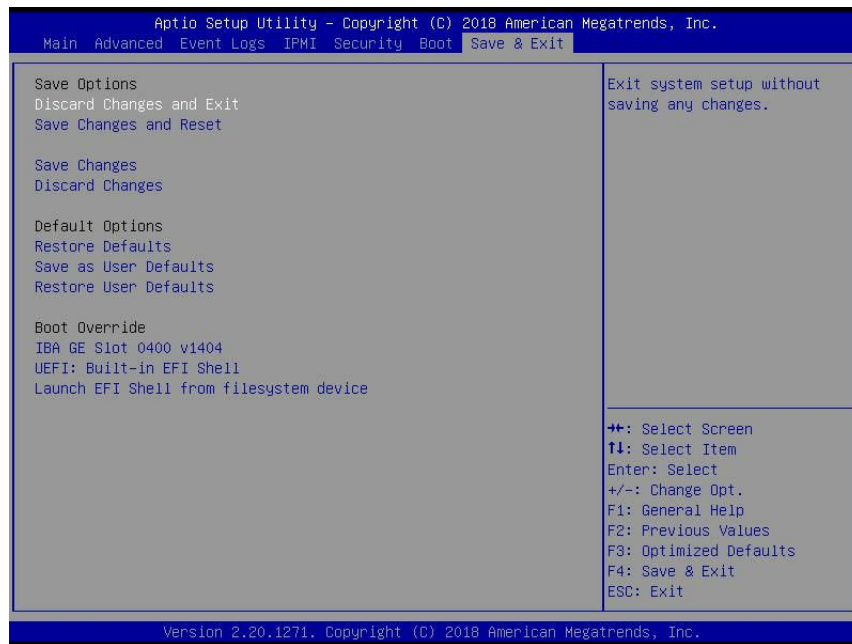 Aptio Setup Utility – Copyright (C) 2018 American Megatrends, Inc.
Main Advanced Event Logs IPMI Security Boot Save & Exit
Save Options
Discard Changes and Exit
Save Changes and Reset
Save Changes
Discard Changes
Default Options
Restore Defaults
Save as User Defaults
Restore User Defaults
Boot Override
IBA GE Slot 0400 v1404
UEFI: Built-in EFI Shell
Launch EFI Shell from filesystem device
Exit system setup without
saving any changes.
→←: Select Screen
↑↓: Select Item
Enter: Select
+/-: Change Opt.
F1: General Help
F2: Previous Values
F3: Optimized Defaults
F4: Save & Exit
ESC: Exit
Version 2.20.1271. Copyright (C) 2018 American Megatrends, Inc.